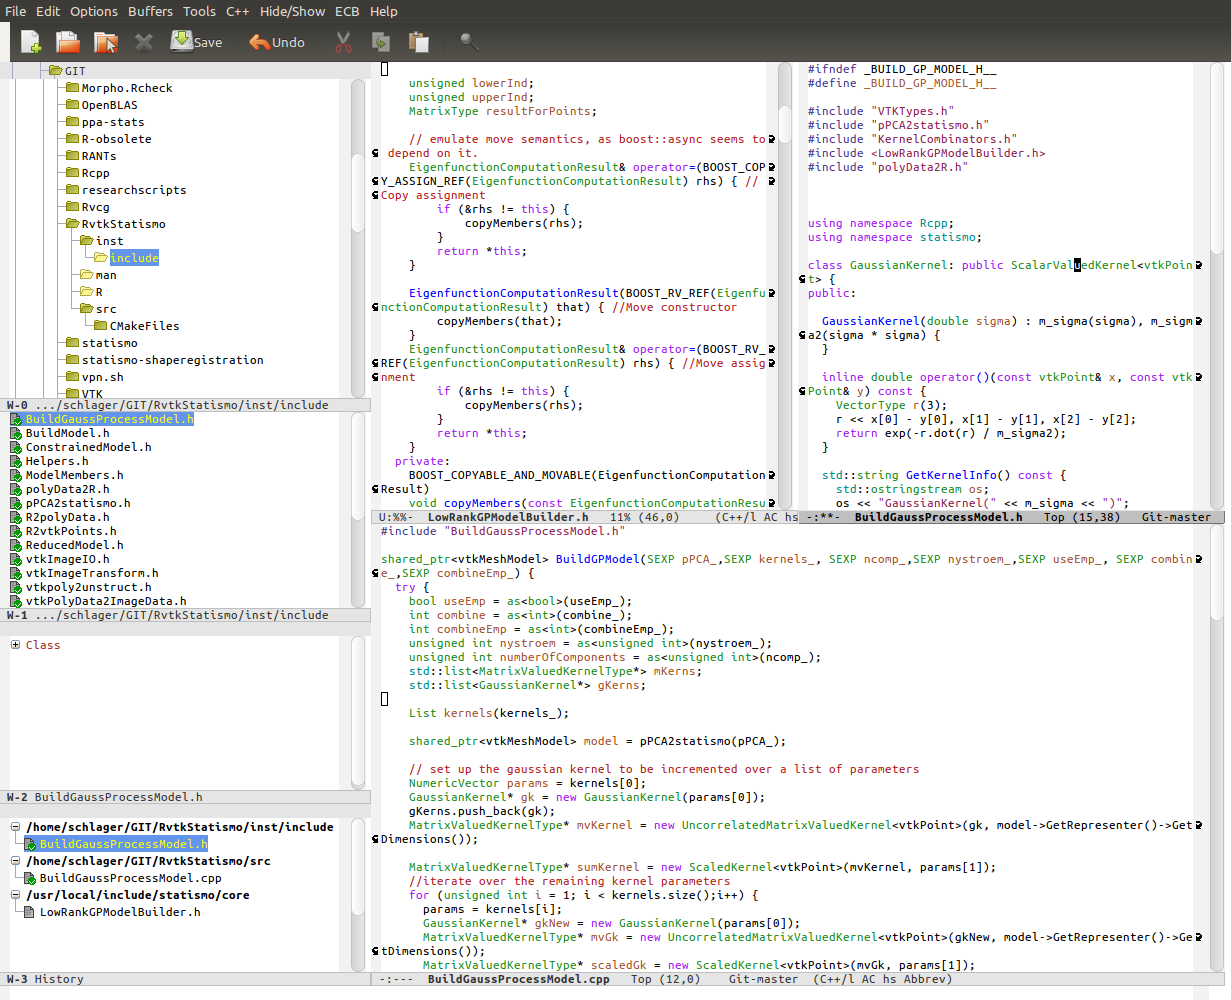 File Edit Options Buffers Tools C++ Hide/Show ECB Help
Save Undo
GIT
Morpho.Rcheck
OpenBLAS
ppa-stats
R-obsolete
RANTs
Rcpp
researchscripts
Rvcg
RvtkStatismo
inst
include
man
R
src
CMakeFiles
statismo
statismo-shaperegistration
vpn.sh
VTK
W-0 .../schlager/GIT/RvtkStatismo/inst/include
BuildGaussProcessModel.h
BuildModel.h
ConstrainedModel.h
Helpers.h
ModelMembers.h
polyData2R.h
pPCA2statismo.h
R2polyData.h
R2vtkPoints.h
ReducedModel.h
vtkImageIO.h
vtkImageTransform.h
vtkpoly2unstruct.h
vtkPolyData2ImageData.h
W-1 .../schlager/GIT/RvtkStatismo/inst/include
Class
W-2 BuildGaussProcessModel.h
/home/schlager/GIT/RvtkStatismo/inst/include
BuildGaussProcessModel.h
/home/schlager/GIT/RvtkStatismo/src
BuildGaussProcessModel.cpp
/usr/local/include/statismo/core
LowRankGPModelBuilder.h
W-3 History
unsigned lowerInd;
unsigned upperInd;
MatrixType resultForPoints;
// emulate move semantics, as boost::async seems to
depend on it.
EigenfunctionComputationResult& operator=(BOOST_COP
Y_ASSIGN_REF(EigenfunctionComputationResult) rhs) { //
Copy assignment
if (&rhs != this) {
copyMembers(rhs);
}
return *this;
}
EigenfunctionComputationResult(BOOST_RV_REF(Eigenfu
nctionComputationResult) that) { //Move constructor
copyMembers(that);
}
EigenfunctionComputationResult& operator=(BOOST_RV_
REF(EigenfunctionComputationResult) rhs) { //Move assig
nment
if (&rhs != this) {
copyMembers(rhs);
}
return *this;
}
private:
BOOST_COPYABLE_AND_MOVABLE(EigenfunctionComputation
Result)
void copyMembers(const EigenfunctionComputationResu
U:%%- LowRankGPModelBuilder.h 11% (46,0) (C++/l AC hs
#ifndef _BUILD_GP_MODEL_H__
#define _BUILD_GP_MODEL_H__
#include "VTKTypes.h"
#include "pPCA2statismo.h"
#include "KernelCombinators.h"
#include <LowRankGPModelBuilder.h>
#include "polyData2R.h"
using namespace Rcpp;
using namespace statismo;
class GaussianKernel: public ScalarValuedKernel<vtkPoin
t> {
public:
GaussianKernel(double sigma) : m_sigma(sigma), m_sigm
a2(sigma * sigma) {
}
inline double operator()(const vtkPoint& x, const vtk
Point& y) const {
VectorType r(3);
r << x[0] - y[0], x[1] - y[1], x[2] - y[2];
return exp(-r.dot(r) / m_sigma2);
}
std::string GetKernelInfo() const {
std::ostringstream os;
os << "GaussianKernel(" << m_sigma << ")";
-:**- BuildGaussProcessModel.h Top (15,38) Git-master
#include "BuildGaussProcessModel.h"
shared_ptr<vtkMeshModel> BuildGPModel(SEXP pPCA_,SEXP kernels_, SEXP ncomp_,SEXP nystroem_,SEXP useEmp_, SEXP combin
e_,SEXP combineEmp_) {
try {
bool useEmp = as<bool>(useEmp_);
int combine = as<int>(combine_);
int combineEmp = as<int>(combineEmp_);
unsigned int nystroem = as<unsigned int>(nystroem_);
unsigned int numberOfComponents = as<unsigned int>(ncomp_);
std::list<MatrixValuedKernelType*> mKerns;
std::list<GaussianKernel*> gKerns;
List kernels(kernels_);
shared_ptr<vtkMeshModel> model = pPCA2statismo(pPCA_);
// set up the gaussian kernel to be incremented over a list of parameters
NumericVector params = kernels[0];
GaussianKernel* gk = new GaussianKernel(params[0]);
gKerns.push_back(gk);
MatrixValuedKernelType* mvKernel = new UncorrelatedMatrixValuedKernel<vtkPoint>(gk, model->GetRepresenter()->Get
Dimensions());
MatrixValuedKernelType* sumKernel = new ScaledKernel<vtkPoint>(mvKernel, params[1]);
//iterate over the remaining kernel parameters
for (unsigned int i = 1; i < kernels.size();i++) {
params = kernels[i];
GaussianKernel* gkNew = new GaussianKernel(params[0]);
MatrixValuedKernelType* mvGk = new UncorrelatedMatrixValuedKernel<vtkPoint>(gkNew, model->GetRepresenter()->Ge
tDimensions());
MatrixValuedKernelType* scaledGk = new ScaledKernel<vtkPoint>(mvGk, params[1]);
-:--- BuildGaussProcessModel.cpp Top (12,0) Git-master (C++/l AC hs Abbrev)